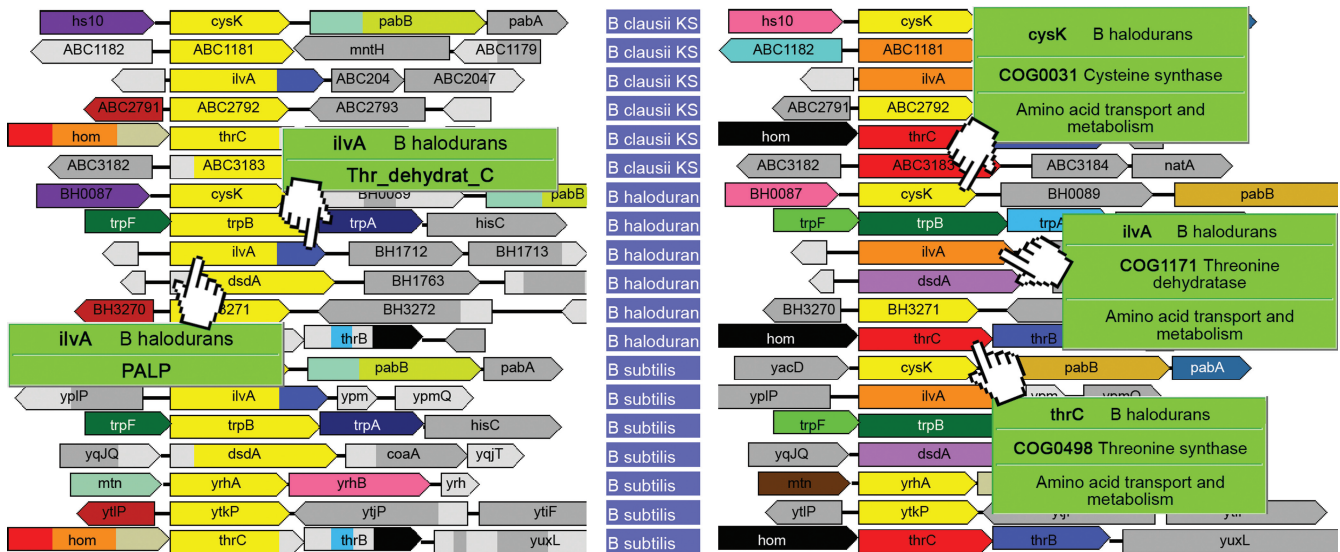 hs10 cysK pabB pabA B clausii KS hs10 cysK
ABC1182 ABC1181 mntH ABC1179 B clausii KS ABC1182 ABC1181
ilvA ABC204 ABC2047 B clausii KS ilvA
ABC2791 ABC2792 ABC2793 B clausii KS ABC2791 ABC2792
hom thrC B clausii KS hom thrC
ABC3182 ABC3183 B clausii KS ABC3182 ABC3183 ABC3184 natA
BH0087 cysK BH0089 pabB B haloduran BH0087 cysK BH0089 pabB
trpF trpB trpA hisC B haloduran trpF trpB trpA
ilvA BH1712 BH1713 B haloduran ilvA
dsdA BH1763 B haloduran dsdA
BH3270 3271 BH3272 B haloduran BH3270 BH3271
thrB B haloduran hom thrC thrB
pabB pabA B subtilis yacD cysK pabB pabA
yplP ilvA ypm ypmQ B subtilis yplP ilvA ypm ypmQ
trpF trpB trpA hisC B subtilis trpF trpB
yqJQ dsdA coaA yqjT B subtilis yqJQ dsdA
mtn yrhA yrhB yrh B subtilis mtn yrhA
ytlP ytkP ytjP ytiF B subtilis ytlP ytkP
hom thrC thrB yuxL B subtilis hom thrC thrB yuxL
ilvA B halodurans
Thr_dehydrat_C
ilvA B halodurans
PALP
cysK B halodurans
COG0031 Cysteine synthase
Amino acid transport and
metabolism
ilvA B halodurans
COG1171 Threonine
dehydratase
Amino acid transport and
metabolism
thrC B halodurans
COG0498 Threonine synthase
Amino acid transport and
metabolism